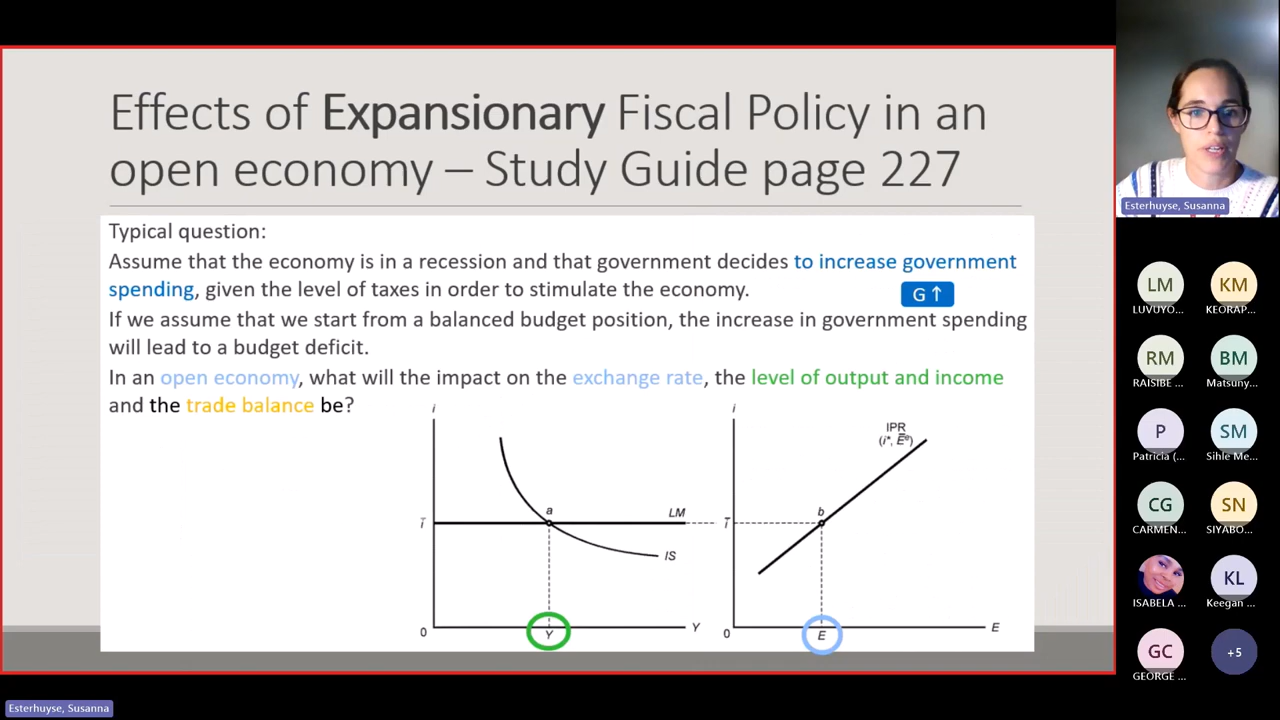 Effects of Expansionary Fiscal Policy in an
open economy – Study Guide page 227
Typical question:
Assume that the economy is in a recession and that government decides to increase government
spending, given the level of taxes in order to stimulate the economy.
G ↑
If we assume that we start from a balanced budget position, the increase in government spending
will lead to a budget deficit.
In an open economy, what will the impact on the exchange rate, the level of output and income
and the trade balance be?
i
a
LM
ī
IS
0
Y
Y
i
IPR
(i*, Ēᵉ)
b
ī
0
E
E
Esterhuyse, Susanna
LM
KM
LUVUYO...
KEORAP...
RM
BM
RAISIBE ...
Matsuny...
P
SM
Patricia (...
Sihle Me...
CG
SN
CARMEN...
SIYABO...
KL
ISABELA ...
Keegan ...
GC
+5
GEORGE ...
Esterhuyse, Susanna